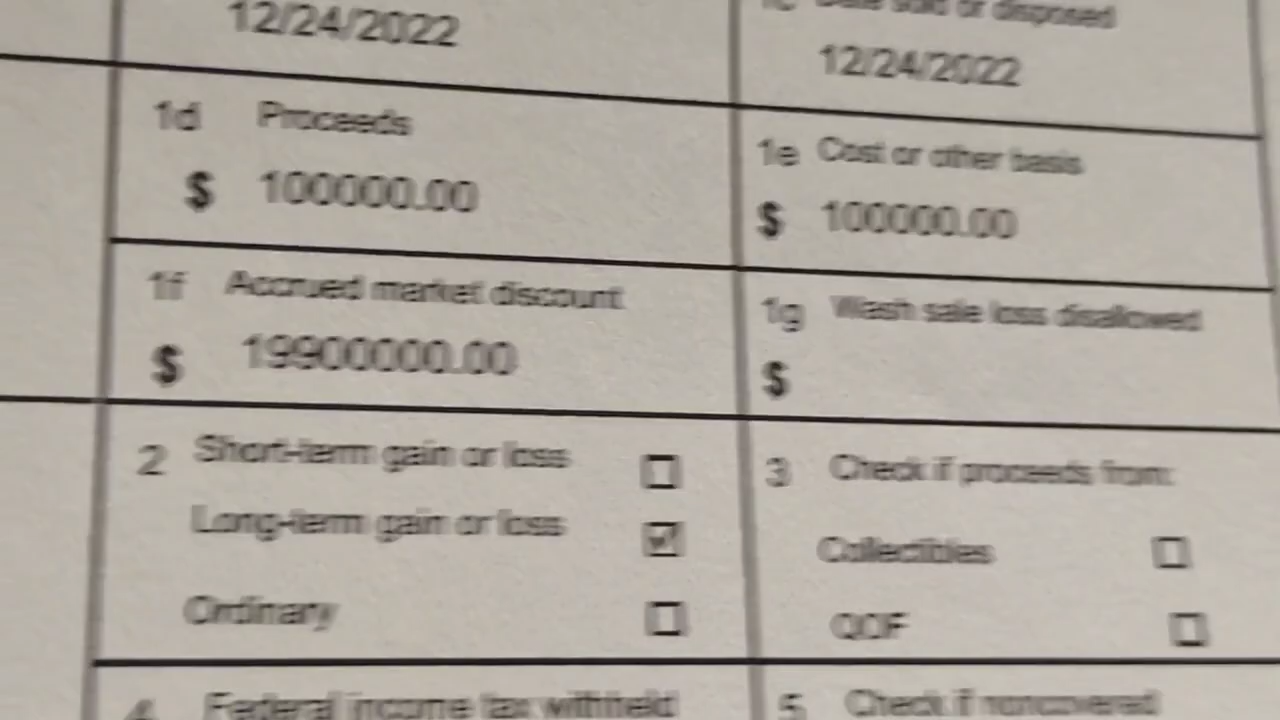 12/24/2022
1c Date sold or disposed
12/24/2022
1d Proceeds
$ 100000.00
1e Cost or other basis
$ 100000.00
1f Accrued market discount
$ 19900000.00
1g Wash sale loss disallowed
$
2 Short-term gain or loss
Long-term gain or loss
Ordinary
3 Check if proceeds from:
Collectibles
QOF
4 Federal income tax withheld
5 Check if noncovered